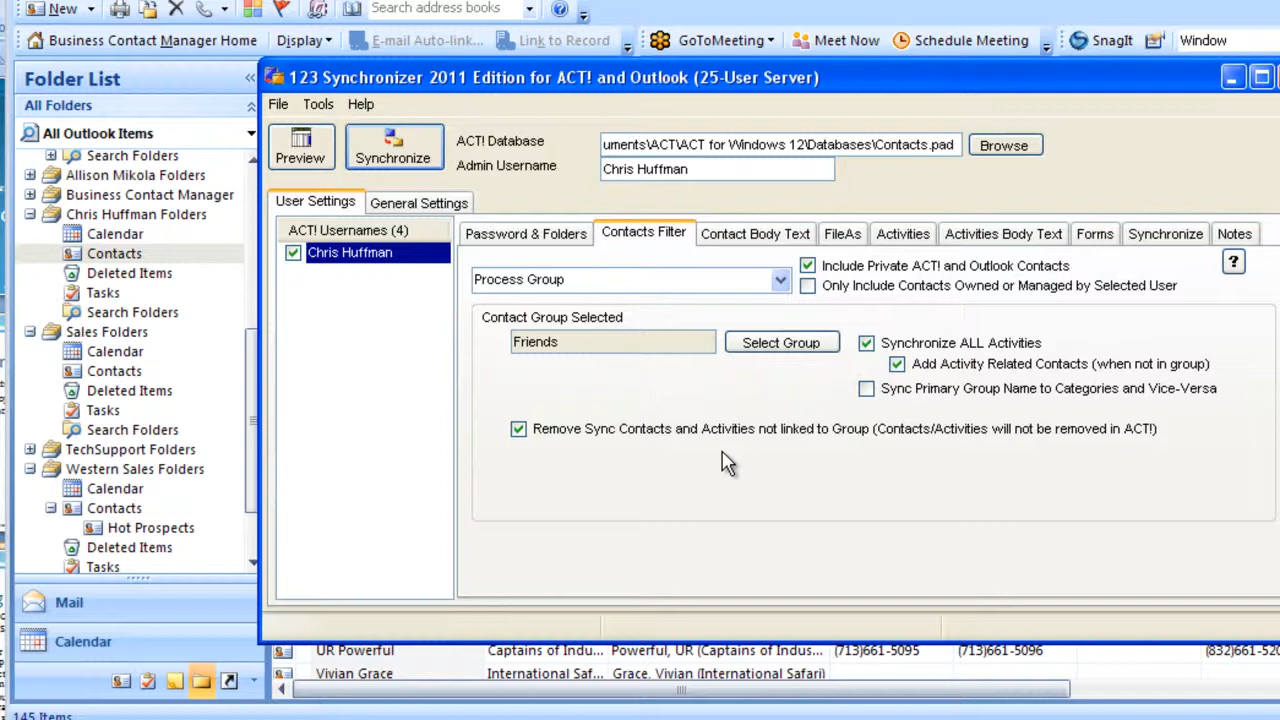 New
Search address books
Business Contact Manager Home
Display
E-mail Auto-link...
Link to Record
GoToMeeting
Meet Now
Schedule Meeting
SnagIt
Window
Folder List
All Folders
All Outlook Items
Search Folders
Allison Mikola Folders
Business Contact Manager
Chris Huffman Folders
Calendar
Contacts
Deleted Items
Tasks
Search Folders
Sales Folders
Calendar
Contacts
Deleted Items
Tasks
Search Folders
TechSupport Folders
Western Sales Folders
Calendar
Contacts
Hot Prospects
Deleted Items
Tasks
Mail
Calendar
145 Items
123 Synchronizer 2011 Edition for ACT! and Outlook (25-User Server)
File Tools Help
Preview
Synchronize
ACT! Database
uments\ACT\ACT for Windows 12\Databases\Contacts.pad
Browse
Admin Username
Chris Huffman
User Settings
General Settings
ACT! Usernames (4)
Chris Huffman
Password & Folders
Contacts Filter
Contact Body Text
FileAs
Activities
Activities Body Text
Forms
Synchronize
Notes
Process Group
Include Private ACT! and Outlook Contacts
?
Only Include Contacts Owned or Managed by Selected User
Contact Group Selected
Friends
Select Group
Synchronize ALL Activities
Add Activity Related Contacts (when not in group)
Sync Primary Group Name to Categories and Vice-Versa
Remove Sync Contacts and Activities not linked to Group (Contacts/Activities will not be removed in ACT!)
UR Powerful Captains of Indus... Powerful, UR (Captains of Indus... (713)661-5095 (713)661-5096 (832)661-520
Vivian Grace International Safari Grace, Vivian (International Safari)